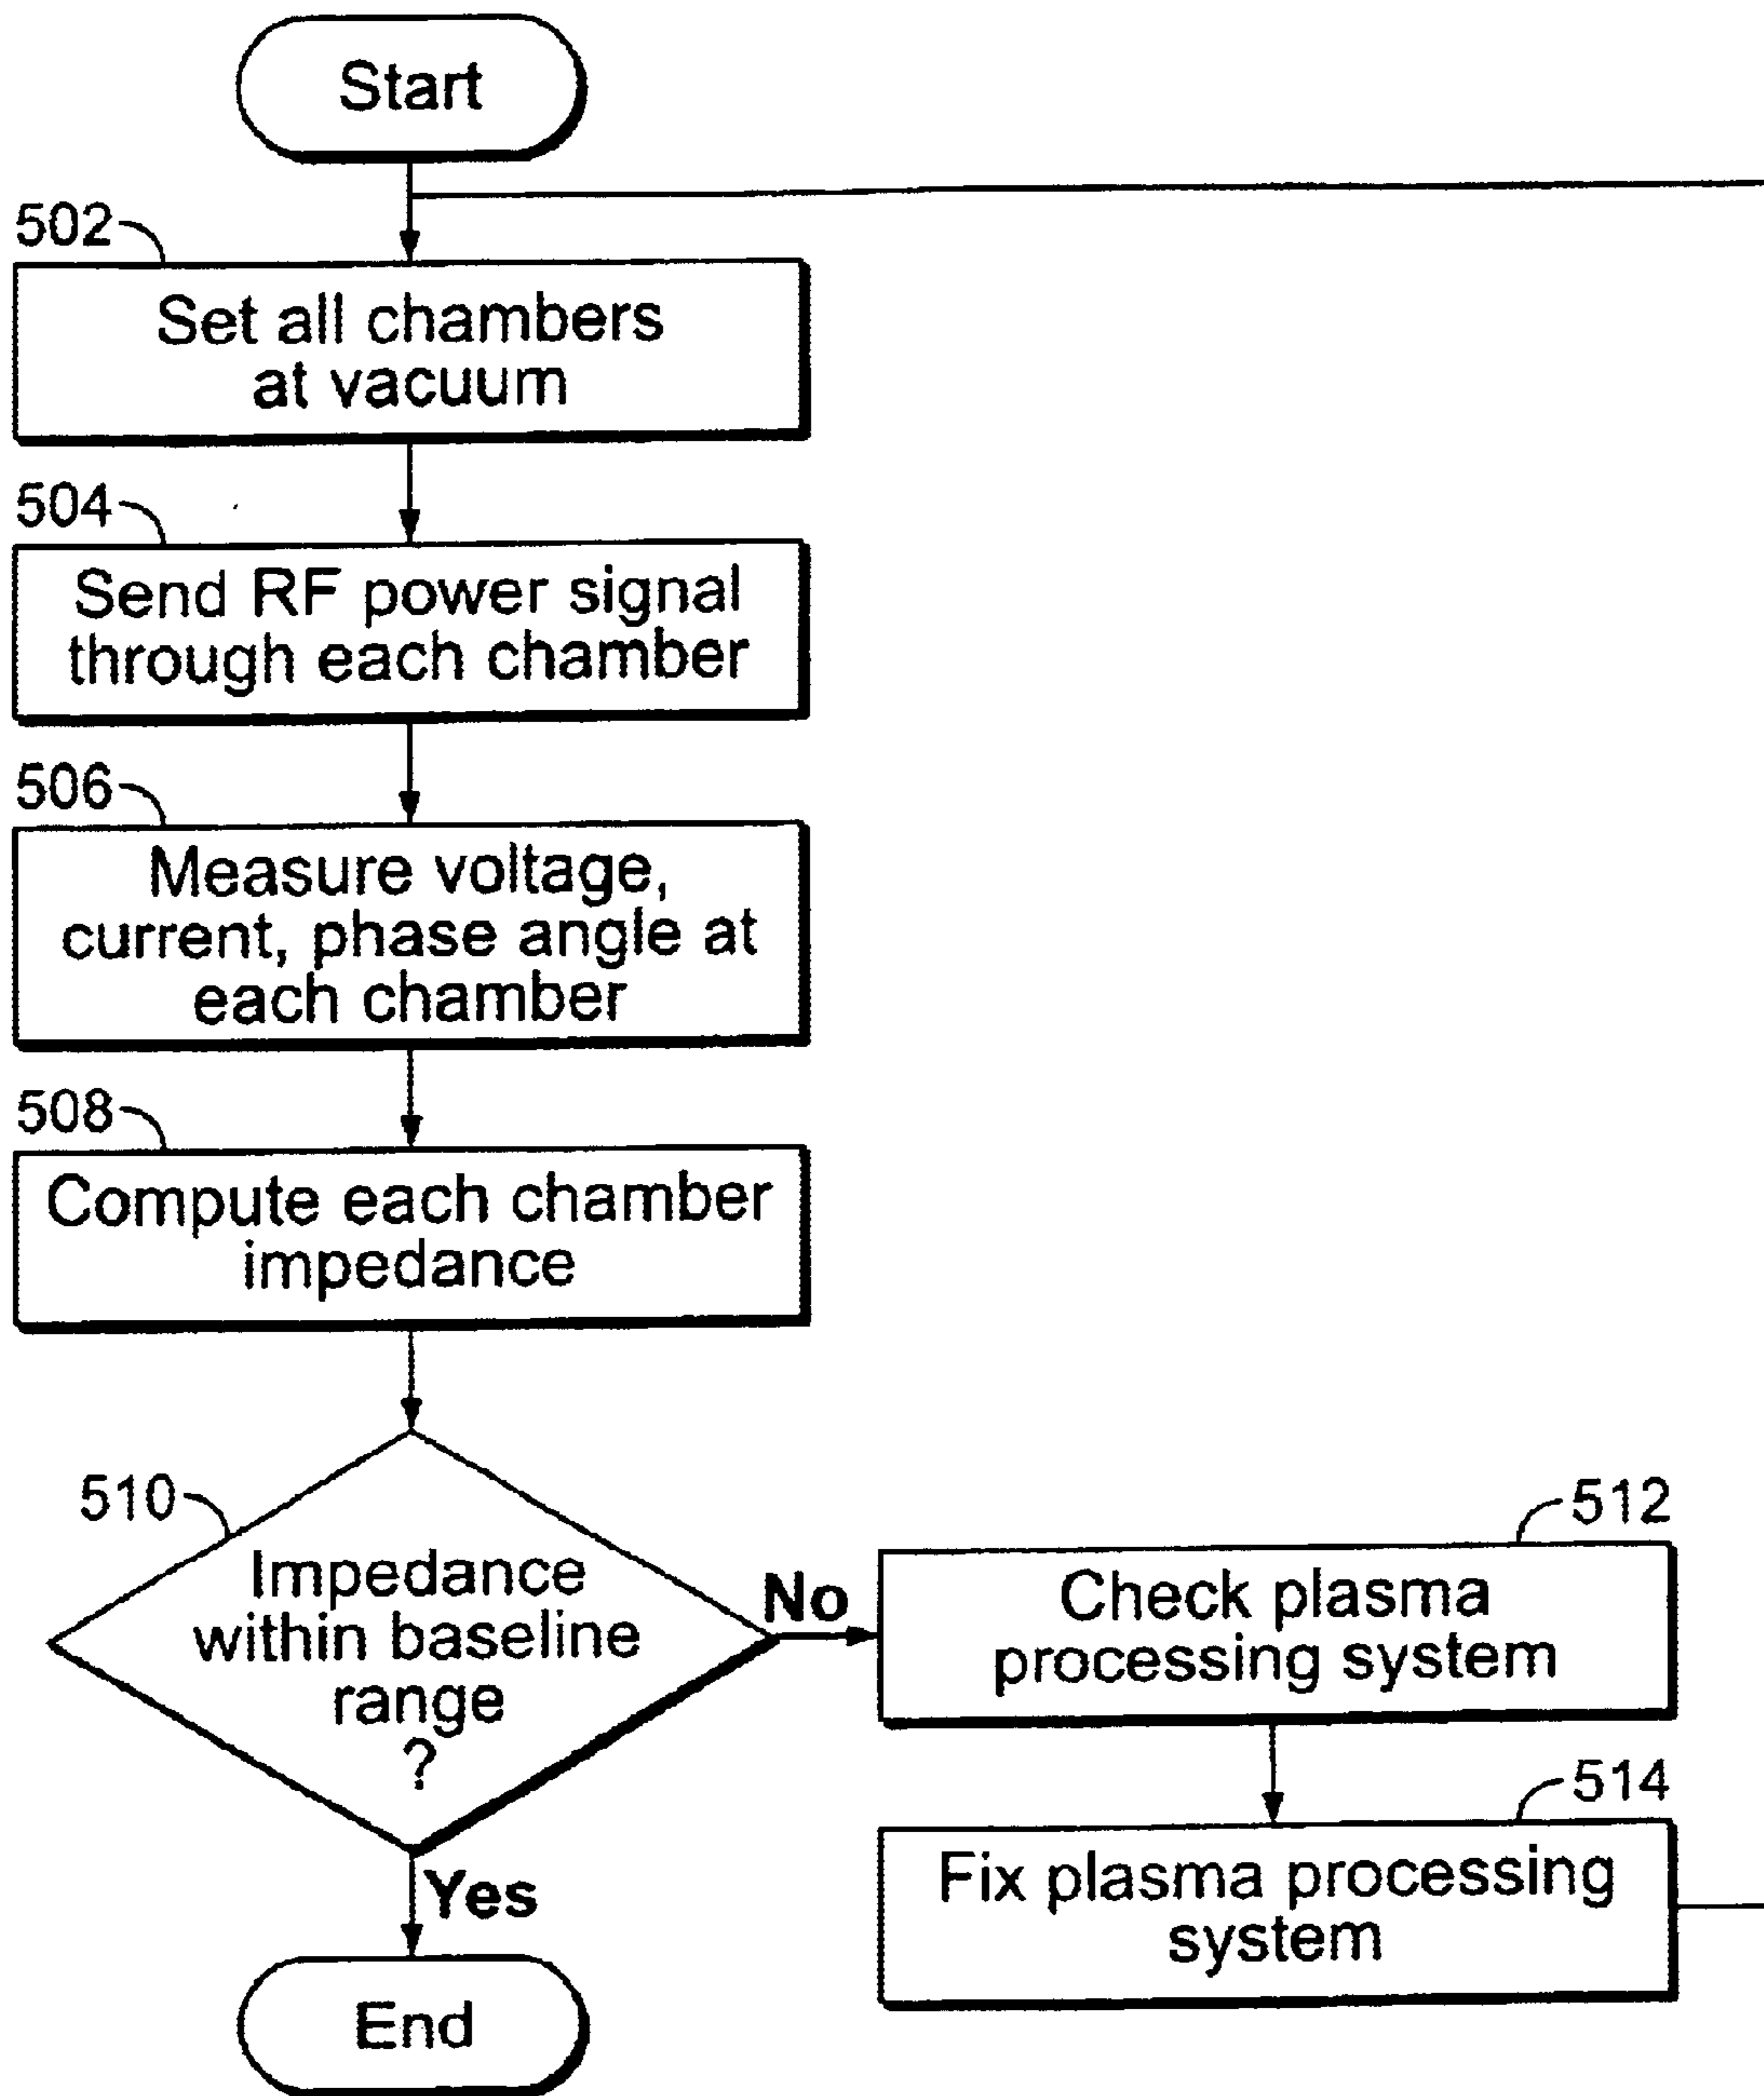 Start
502
Set all chambers
at vacuum
504
Send RF power signal
through each chamber
506
Measure voltage,
current, phase angle at
each chamber
508
Compute each chamber
impedance
510
Impedance
within baseline
range
?
No
512
Check plasma
processing system
514
Fix plasma processing
system
Yes
End